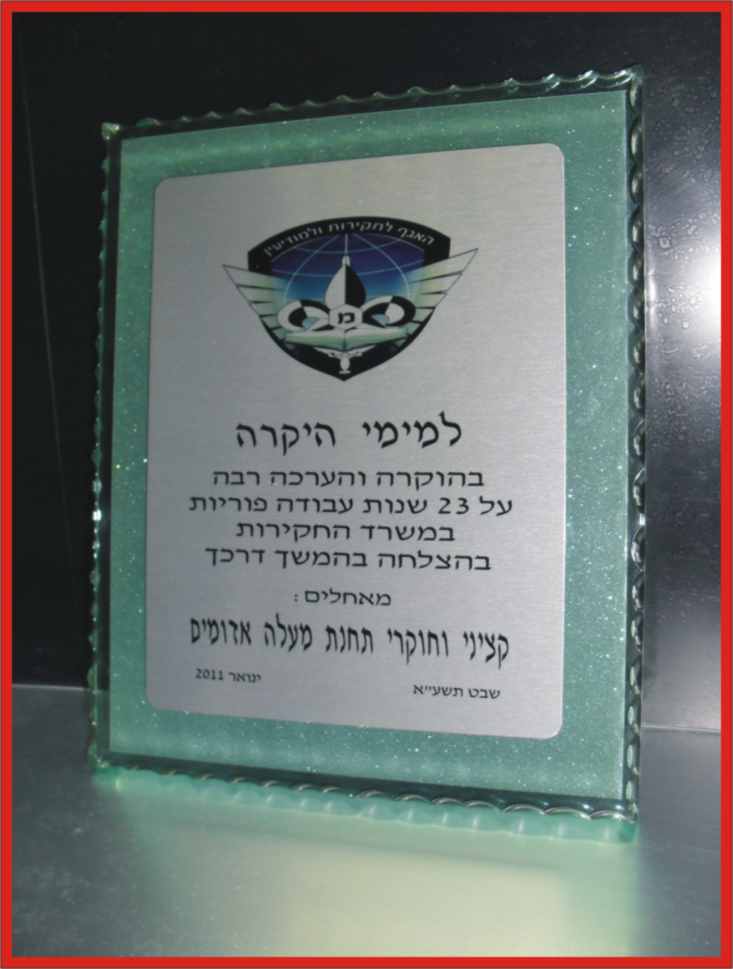 האגף לחקירות ולמודיעין
מ
למימי היקרה
בהוקרה והערכה רבה
על 23 שנות עבודה פוריות
במשרד החקירות
בהצלחה בהמשך דרכך
מאחלים :
קציני וחוקרי תחנת מעלה אדומים
שבט תשע״א
ינואר 2011